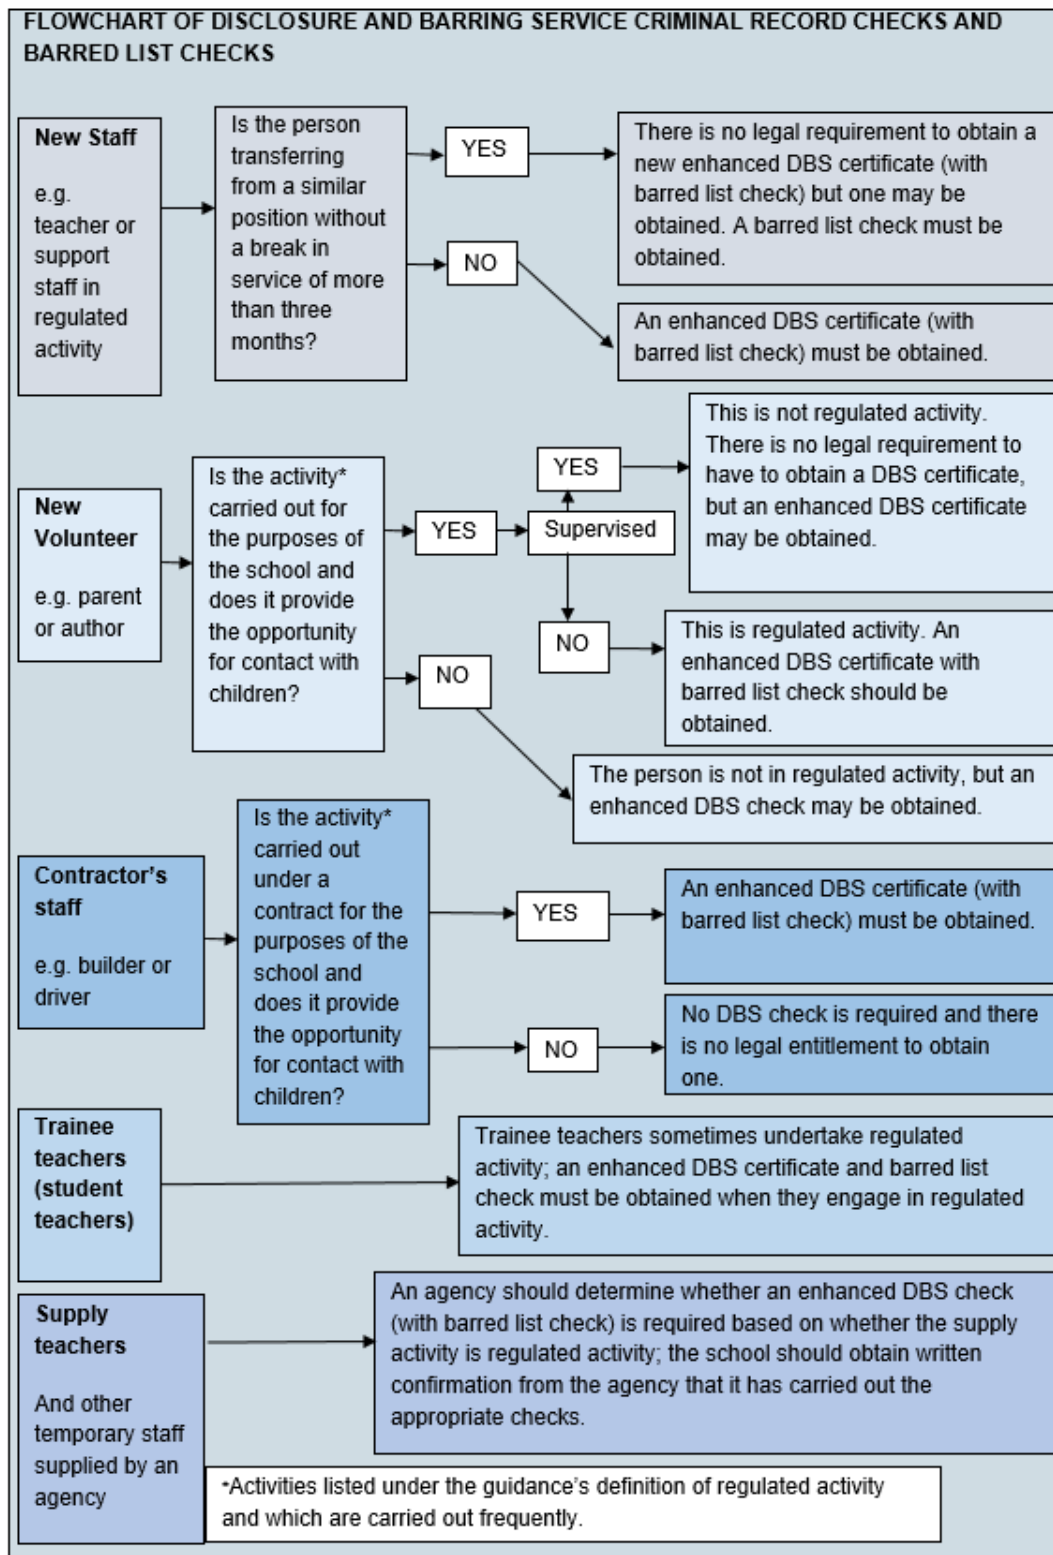 FLOWCHART OF DISCLOSURE AND BARRING SERVICE CRIMINAL RECORD CHECKS AND
BARRED LIST CHECKS
New Staff
e.g.
teacher or
support
staff in
regulated
activity
Is the person
transferring
from a similar
position without
a break in
service of more
than three
months?
YES
NO
There is no legal requirement to obtain a
new enhanced DBS certificate (with
barred list check) but one may be
obtained. A barred list check must be
obtained.
An enhanced DBS certificate (with
barred list check) must be obtained.
New
Volunteer
e.g. parent
or author
Is the activity*
carried out for
the purposes of
the school and
does it provide
the opportunity
for contact with
children?
YES
NO
Supervised
YES
NO
This is not regulated activity.
There is no legal requirement to
have to obtain a DBS certificate,
but an enhanced DBS certificate
may be obtained.
This is regulated activity. An
enhanced DBS certificate with
barred list check should be
obtained.
The person is not in regulated activity, but an
enhanced DBS check may be obtained.
Contractor's
staff
e.g. builder or
driver
Is the activity*
carried out
under a
contract for the
purposes of the
school and
does it provide
the opportunity
for contact with
children?
YES
NO
An enhanced DBS certificate (with
barred list check) must be obtained.
No DBS check is required and there
is no legal entitlement to obtain
one.
Trainee
teachers
(student
teachers)
Trainee teachers sometimes undertake regulated
activity; an enhanced DBS certificate and barred list
check must be obtained when they engage in regulated
activity.
Supply
teachers
And other
temporary staff
supplied by an
agency
An agency should determine whether an enhanced DBS check
(with barred list check) is required based on whether the supply
activity is regulated activity; the school should obtain written
confirmation from the agency that it has carried out the
appropriate checks.
*Activities listed under the guidance's definition of regulated activity
and which are carried out frequently.